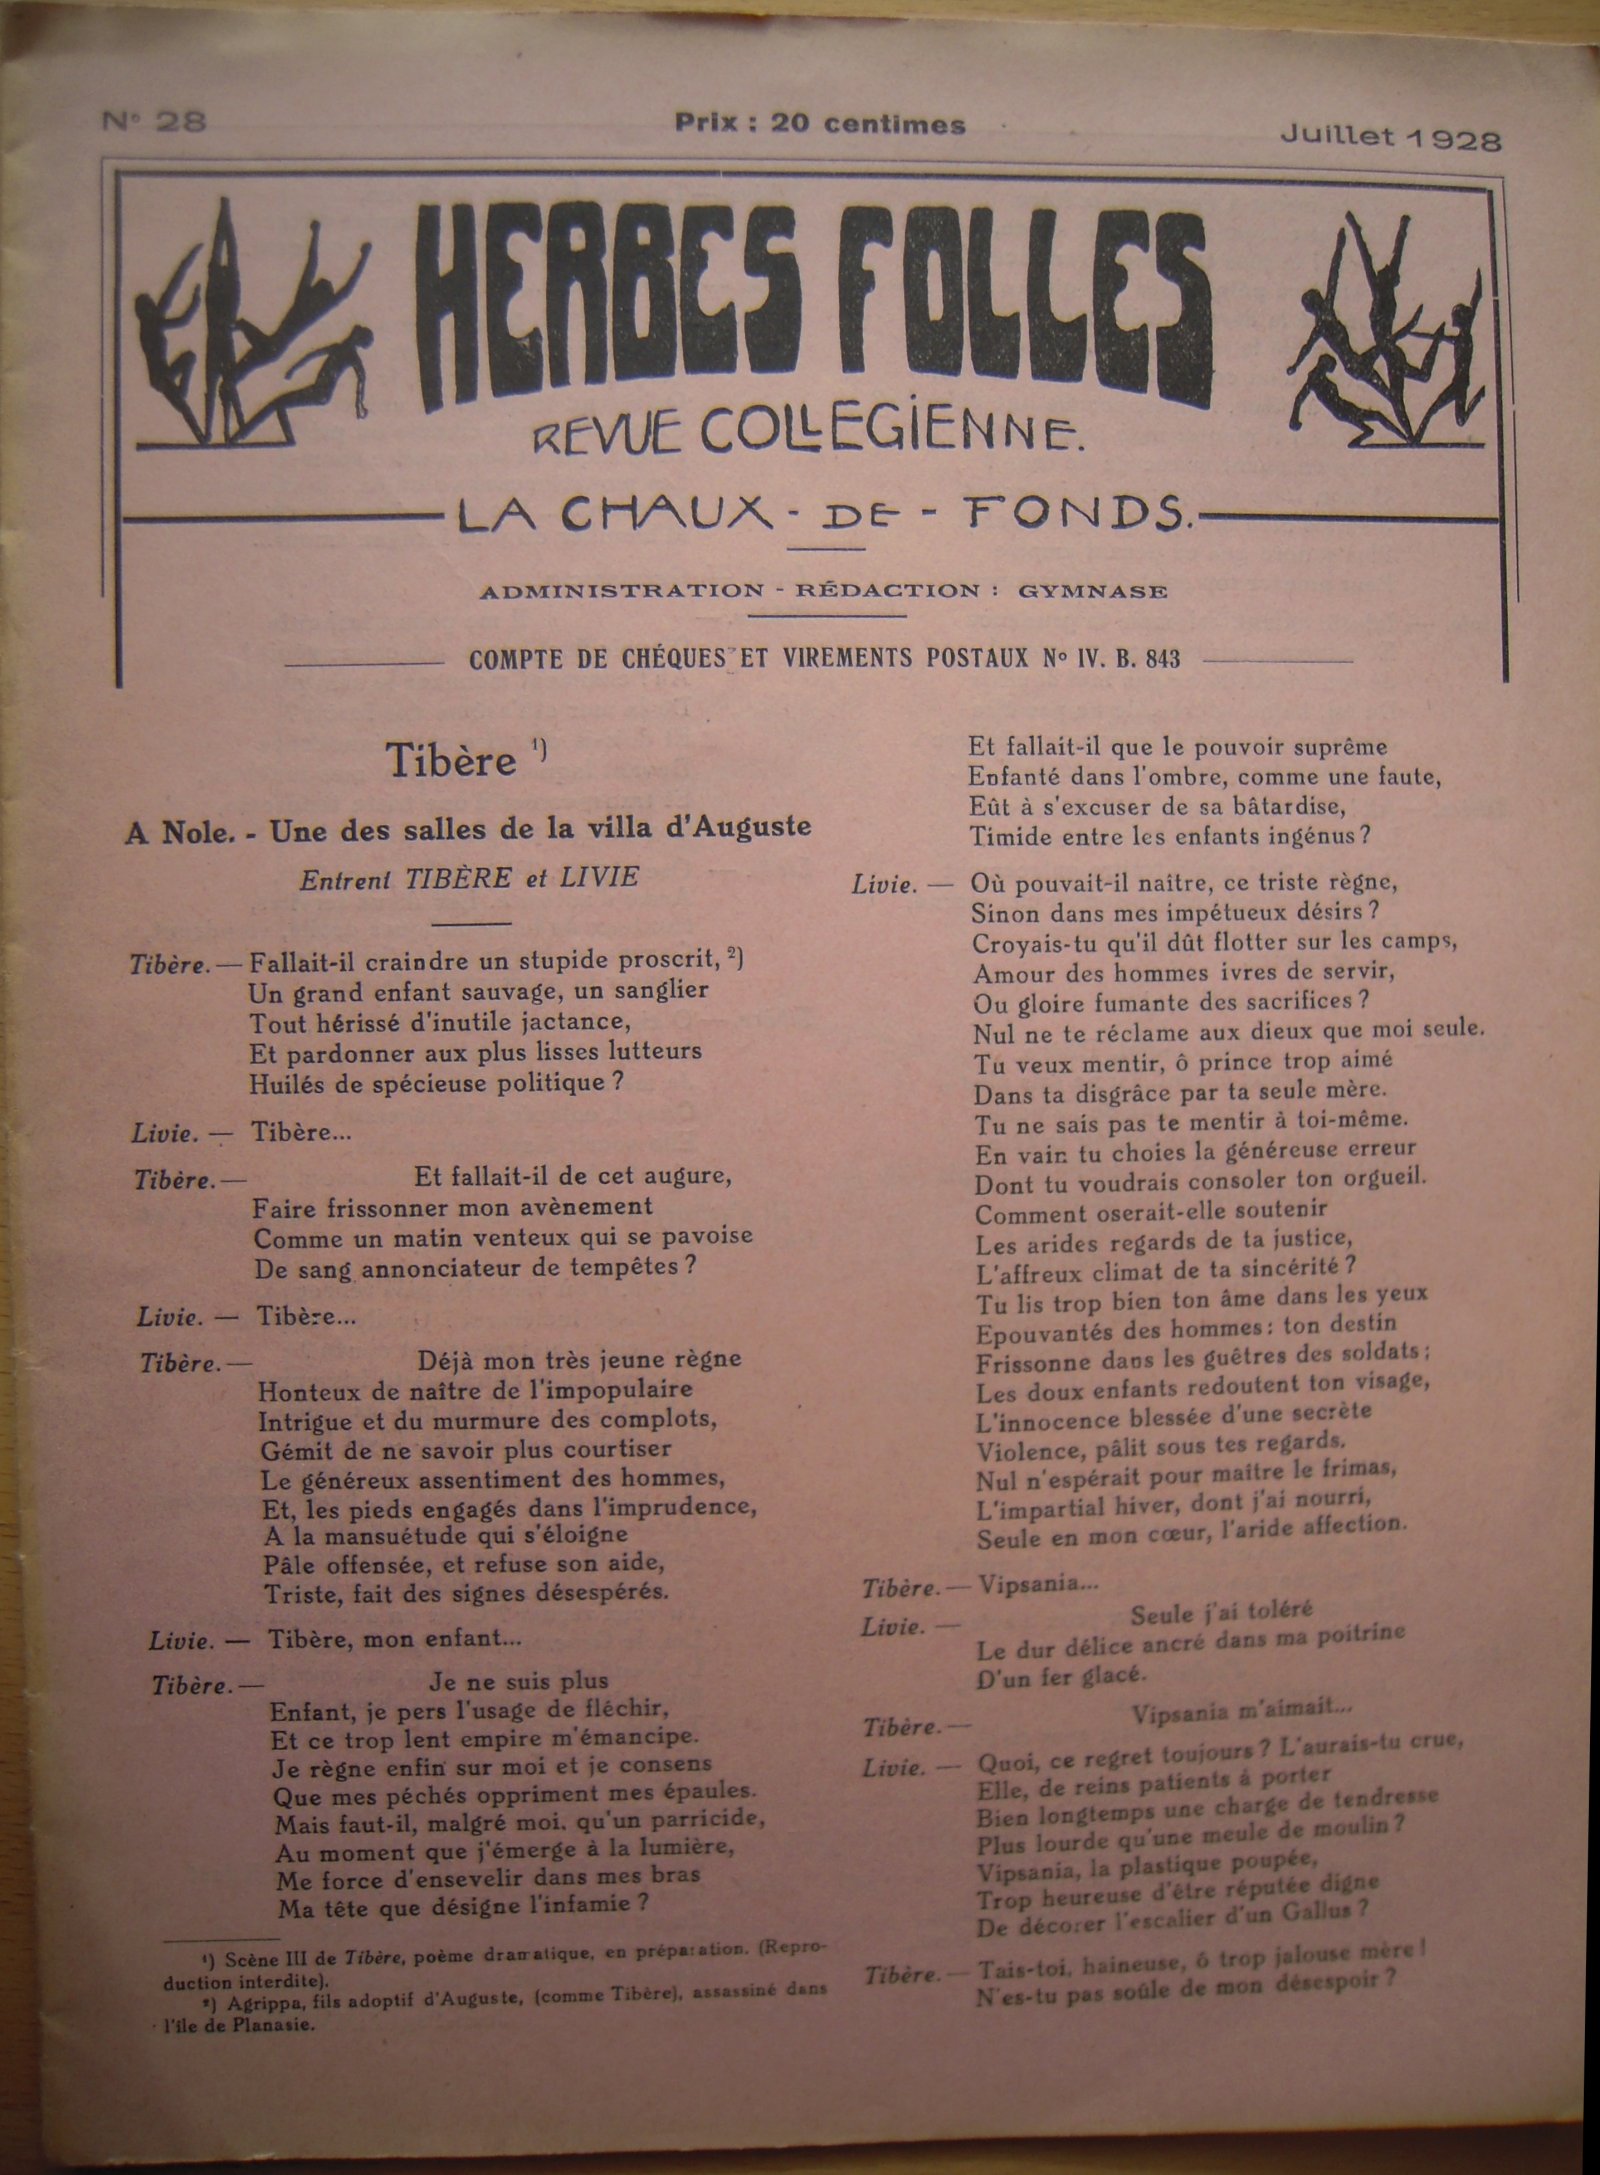 N° 28
Prix : 20 centimes
Juillet 1928
HERBES FOLLES
REVUE COLLEGIENNE.
LA CHAUX-DE-FONDS.
ADMINISTRATION - RÉDACTION : GYMNASE
COMPTE DE CHÉQUES ET VIREMENTS POSTAUX N° IV. B. 843
Tibère ¹)
A Nole. - Une des salles de la villa d'Auguste
Entrent TIBÈRE et LIVIE
Tibère. — Fallait-il craindre un stupide proscrit, ²)
Un grand enfant sauvage, un sanglier
Tout hérissé d'inutile jactance,
Et pardonner aux plus lisses lutteurs
Huilés de spécieuse politique ?
Livie. — Tibère...
Tibère. — Et fallait-il de cet augure,
Faire frissonner mon avènement
Comme un matin venteux qui se pavoise
De sang annonciateur de tempêtes ?
Livie. — Tibère...
Tibère. — Déjà mon très jeune règne
Honteux de naître de l'impopulaire
Intrigue et du murmure des complots,
Gémit de ne savoir plus courtiser
Le généreux assentiment des hommes,
Et, les pieds engagés dans l'imprudence,
A la mansuétude qui s'éloigne
Pâle offensée, et refuse son aide,
Triste, fait des signes désespérés.
Livie. — Tibère, mon enfant...
Tibère. — Je ne suis plus
Enfant, je pers l'usage de fléchir,
Et ce trop lent empire m'émancipe.
Je règne enfin sur moi et je consens
Que mes péchés oppriment mes épaules.
Mais faut-il, malgré moi. qu'un parricide,
Au moment que j'émerge à la lumière,
Me force d'ensevelir dans mes bras
Ma tête que désigne l'infamie ?
¹) Scène III de Tibère, poème dramatique, en préparation. (Repro-
duction interdite).
²) Agrippa, fils adoptif d'Auguste, (comme Tibère), assassiné dans
l'île de Planasie.
Et fallait-il que le pouvoir suprême
Enfanté dans l'ombre, comme une faute,
Eût à s'excuser de sa bâtardise,
Timide entre les enfants ingénus ?
Livie. — Où pouvait-il naître, ce triste règne,
Sinon dans mes impétueux désirs ?
Croyais-tu qu'il dût flotter sur les camps,
Amour des hommes ivres de servir,
Ou gloire fumante des sacrifices ?
Nul ne te réclame aux dieux que moi seule.
Tu veux mentir, ô prince trop aimé
Dans ta disgrâce par ta seule mère.
Tu ne sais pas te mentir à toi-même.
En vain tu choies la généreuse erreur
Dont tu voudrais consoler ton orgueil.
Comment oserait-elle soutenir
Les arides regards de ta justice,
L'affreux climat de ta sincérité ?
Tu lis trop bien ton âme dans les yeux
Epouvantés des hommes : ton destin
Frissonne dans les guêtres des soldats ;
Les doux enfants redoutent ton visage,
L'innocence blessée d'une secrète
Violence, pâlit sous tes regards.
Nul n'espérait pour maître le frimas,
L'impartial hiver, dont j'ai nourri,
Seule en mon cœur, l'aride affection.
Tibère. — Vipsania...
Livie. — Seule j'ai toléré
Le dur délice ancré dans ma poitrine
D'un fer glacé.
Tibère. — Vipsania m'aimait...
Livie. — Quoi, ce regret toujours ? L'aurais-tu crue,
Elle, de reins patients à porter
Bien longtemps une charge de tendresse
Plus lourde qu'une meule de moulin ?
Vipsania, la plastique poupée,
Trop heureuse d'être réputée digne
De décorer l'escalier d'un Gallus ?
Tibère. — Tais-toi, haineuse, ô trop jalouse mère !
N'es-tu pas soûle de mon désespoir ?